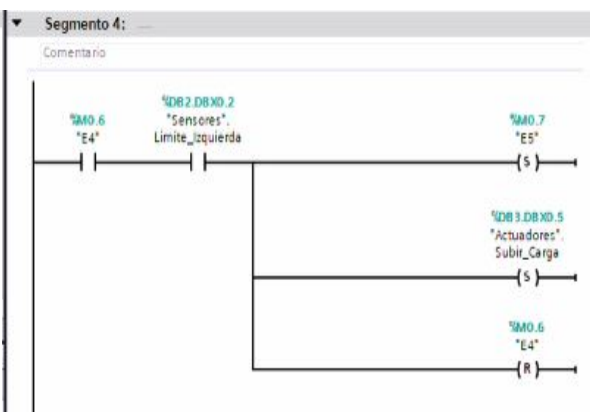 Segmento 4:
Comentario
%M0.6
"E4"
%DB2.DBX0.2
"Sensores".
Limite_Izquierda
%M0.7
"E5"
S
%DB3.DBX0.5
"Actuadores".
Subir_Carga
S
%M0.6
"E4"
R